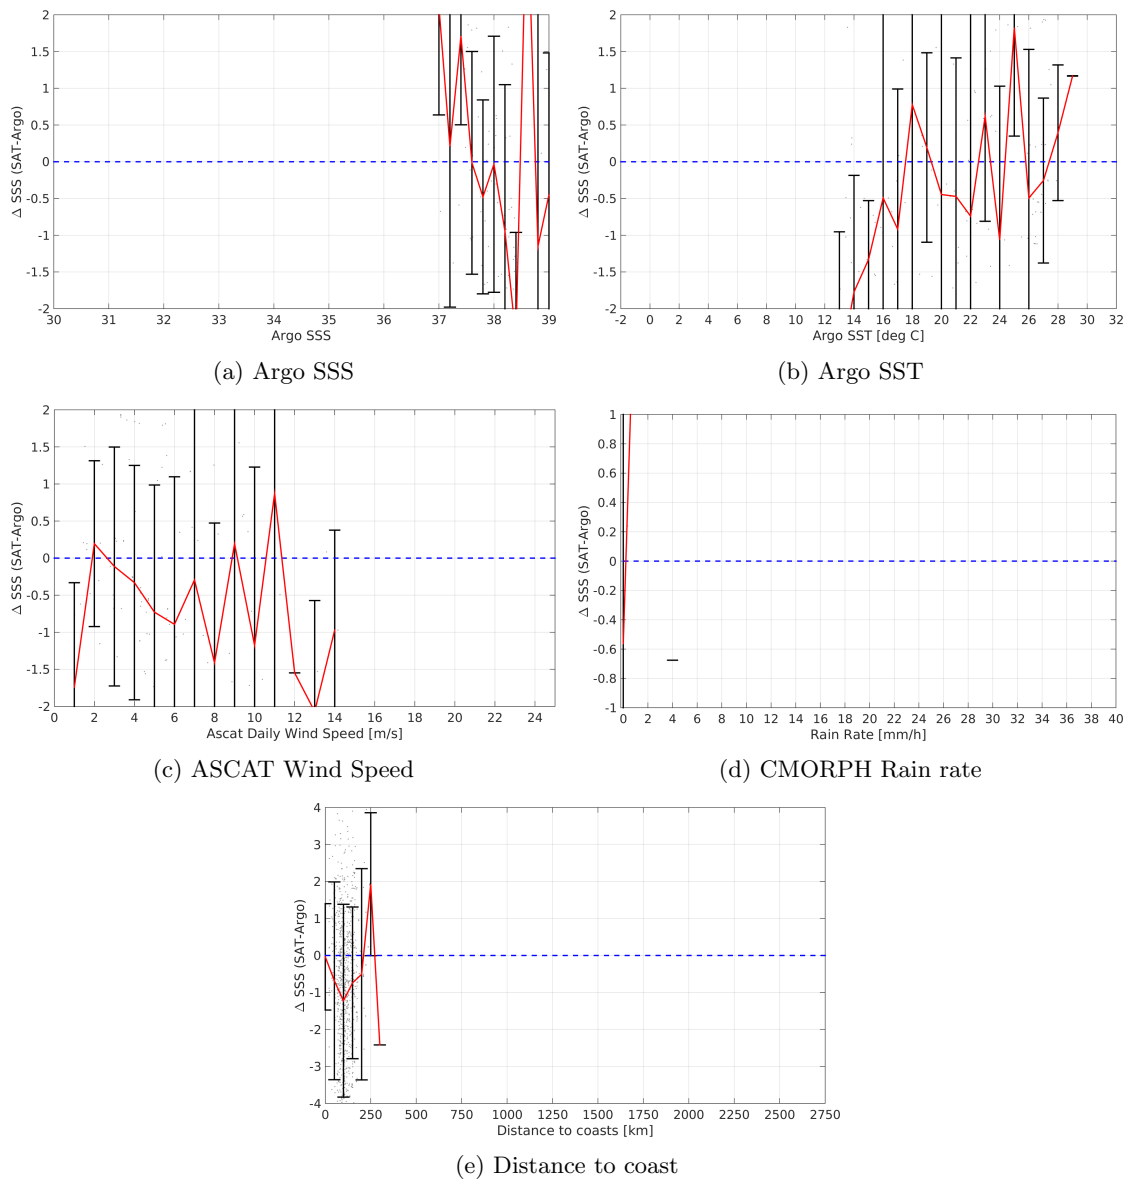 2
1.5
1
0.5
0
-0.5
-1
-1.5
-2
Δ SSS (SAT-Argo)
30 31 32 33 34 35 36 37 38 39
Argo SSS
(a) Argo SSS
2
1.5
1
0.5
0
-0.5
-1
-1.5
-2
Δ SSS (SAT-Argo)
-2 0 2 4 6 8 10 12 14 16 18 20 22 24 26 28 30 32
Argo SST [deg C]
(b) Argo SST
2
1.5
1
0.5
0
-0.5
-1
-1.5
-2
Δ SSS (SAT-Argo)
0 2 4 6 8 10 12 14 16 18 20 22 24
Ascat Daily Wind Speed [m/s]
(c) ASCAT Wind Speed
1
0.8
0.6
0.4
0.2
0
-0.2
-0.4
-0.6
-0.8
-1
Δ SSS (SAT-Argo)
0 2 4 6 8 10 12 14 16 18 20 22 24 26 28 30 32 34 36 38 40
Rain Rate [mm/h]
(d) CMORPH Rain rate
4
3
2
1
0
-1
-2
-3
-4
Δ SSS (SAT-Argo)
0 250 500 750 1000 1250 1500 1750 2000 2250 2500 2750
Distance to coasts [km]
(e) Distance to coast